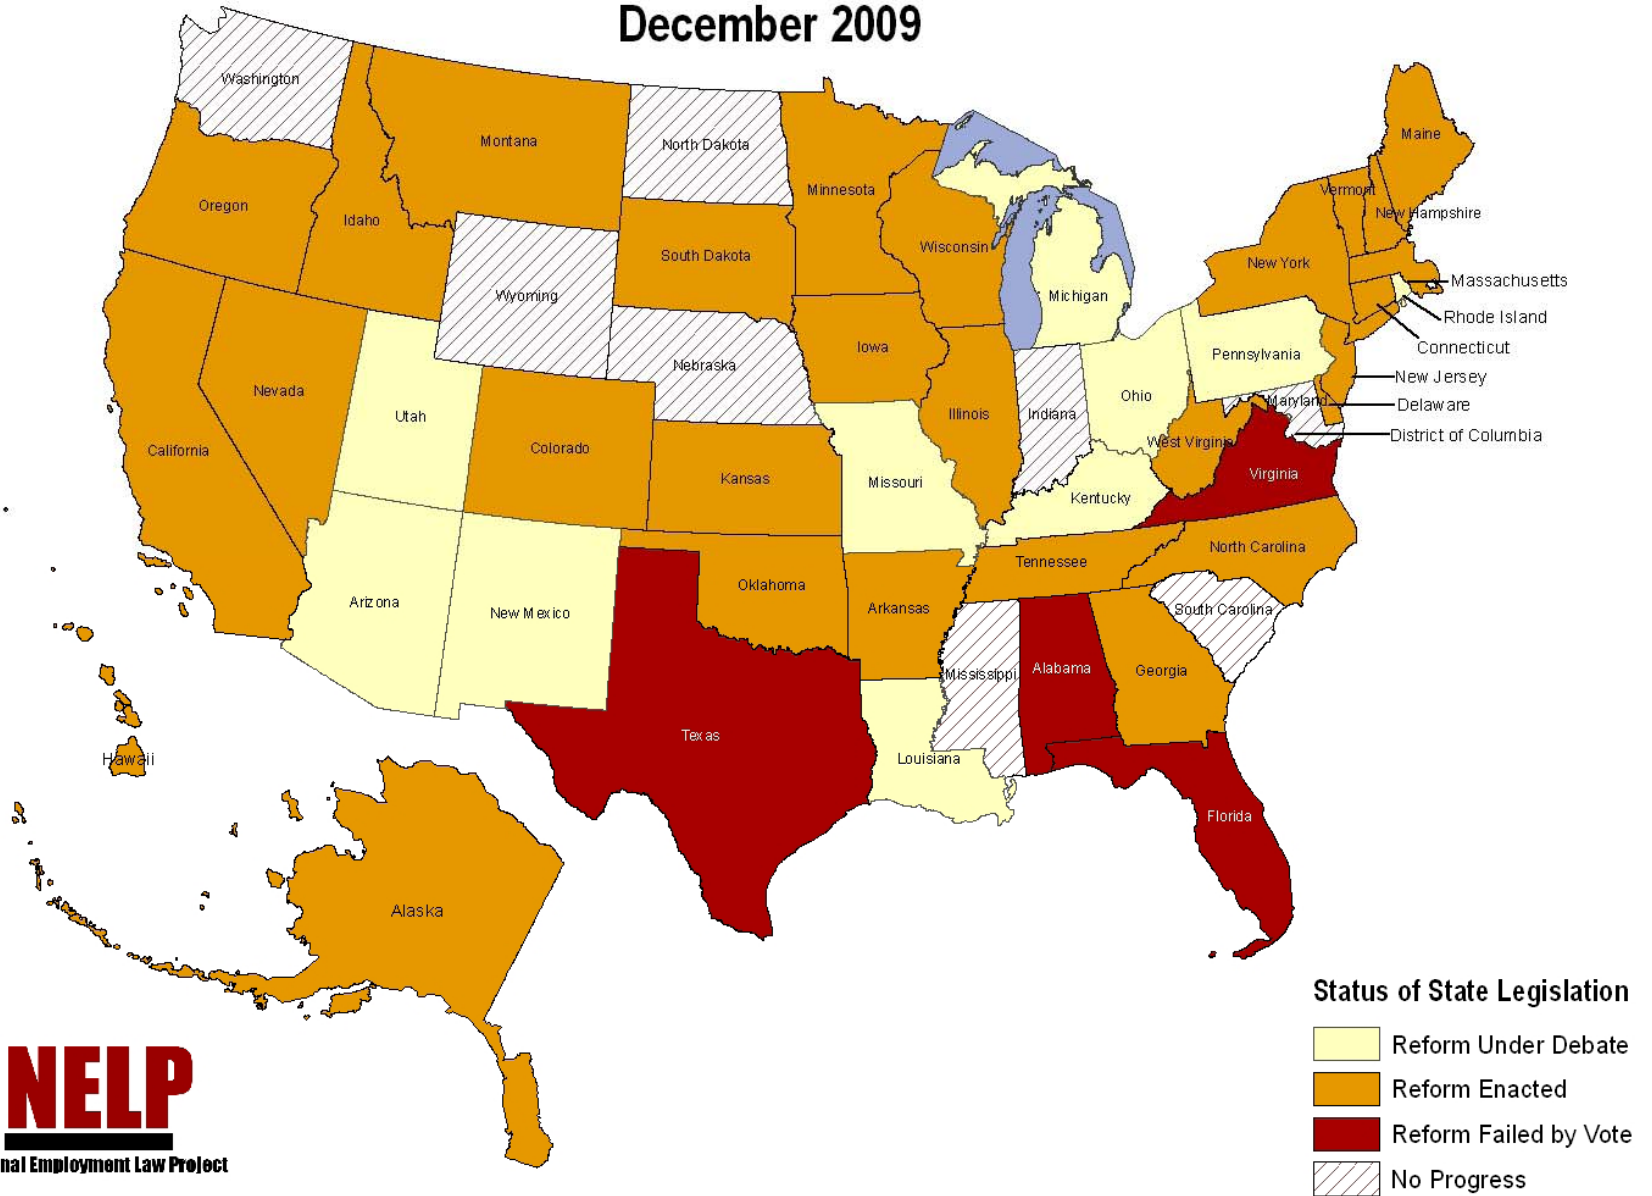 December 2009
Washington
Montana
North Dakota
Minnesota
Maine
Oregon
Idaho
Vermont
New Hampshire
Wisconsin
South Dakota
New York
Wyoming
Michigan
Massachusetts
Rhode Island
Connecticut
Iowa
Nebraska
Pennsylvania
New Jersey
Nevada
Utah
Ohio
Maryland
Delaware
Illinois
Indiana
District of Columbia
California
Colorado
West Virginia
Kansas
Missouri
Kentucky
Virginia
North Carolina
Tennessee
Oklahoma
Arizona
New Mexico
Arkansas
South Carolina
Mississippi
Alabama
Georgia
Texas
Hawaii
Louisiana
Florida
Alaska
Status of State Legislation
Reform Under Debate
Reform Enacted
Reform Failed by Vote
No Progress
NELP
nal Employment Law Project